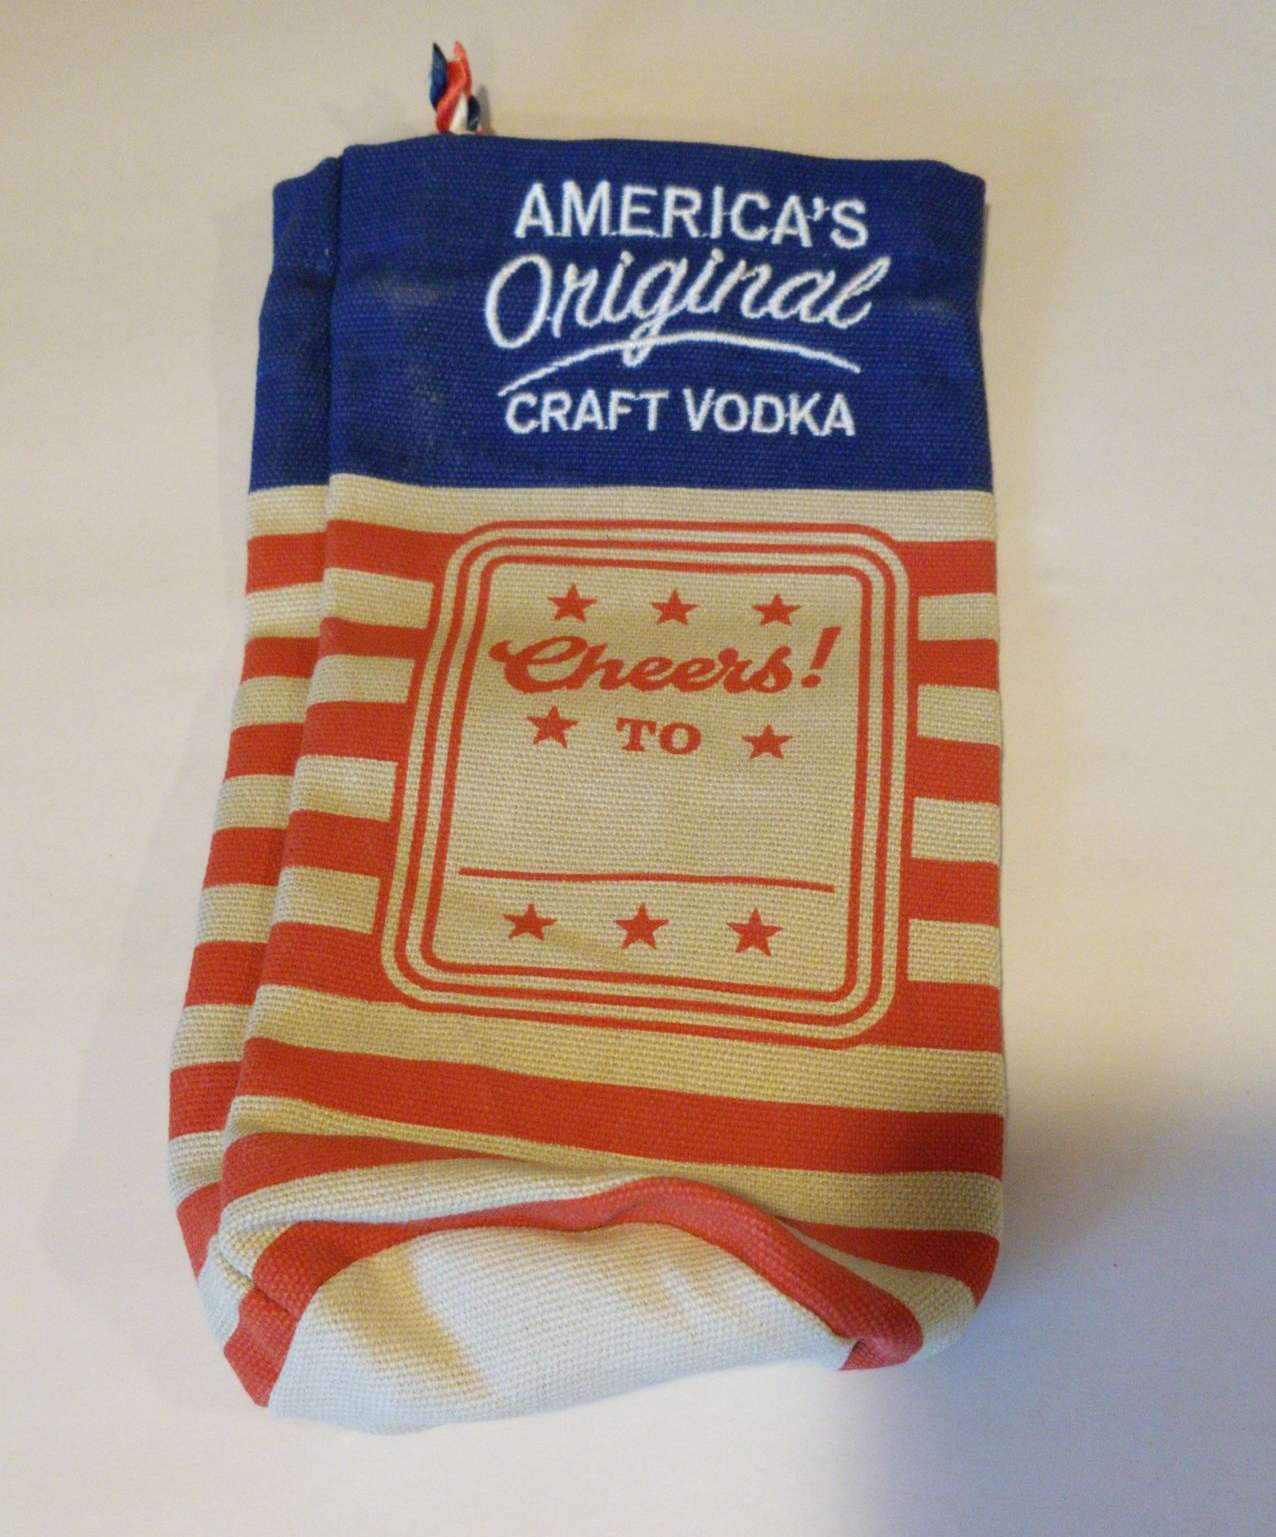 AMERICA'S
Original
CRAFT VODKA
Cheers!
TO